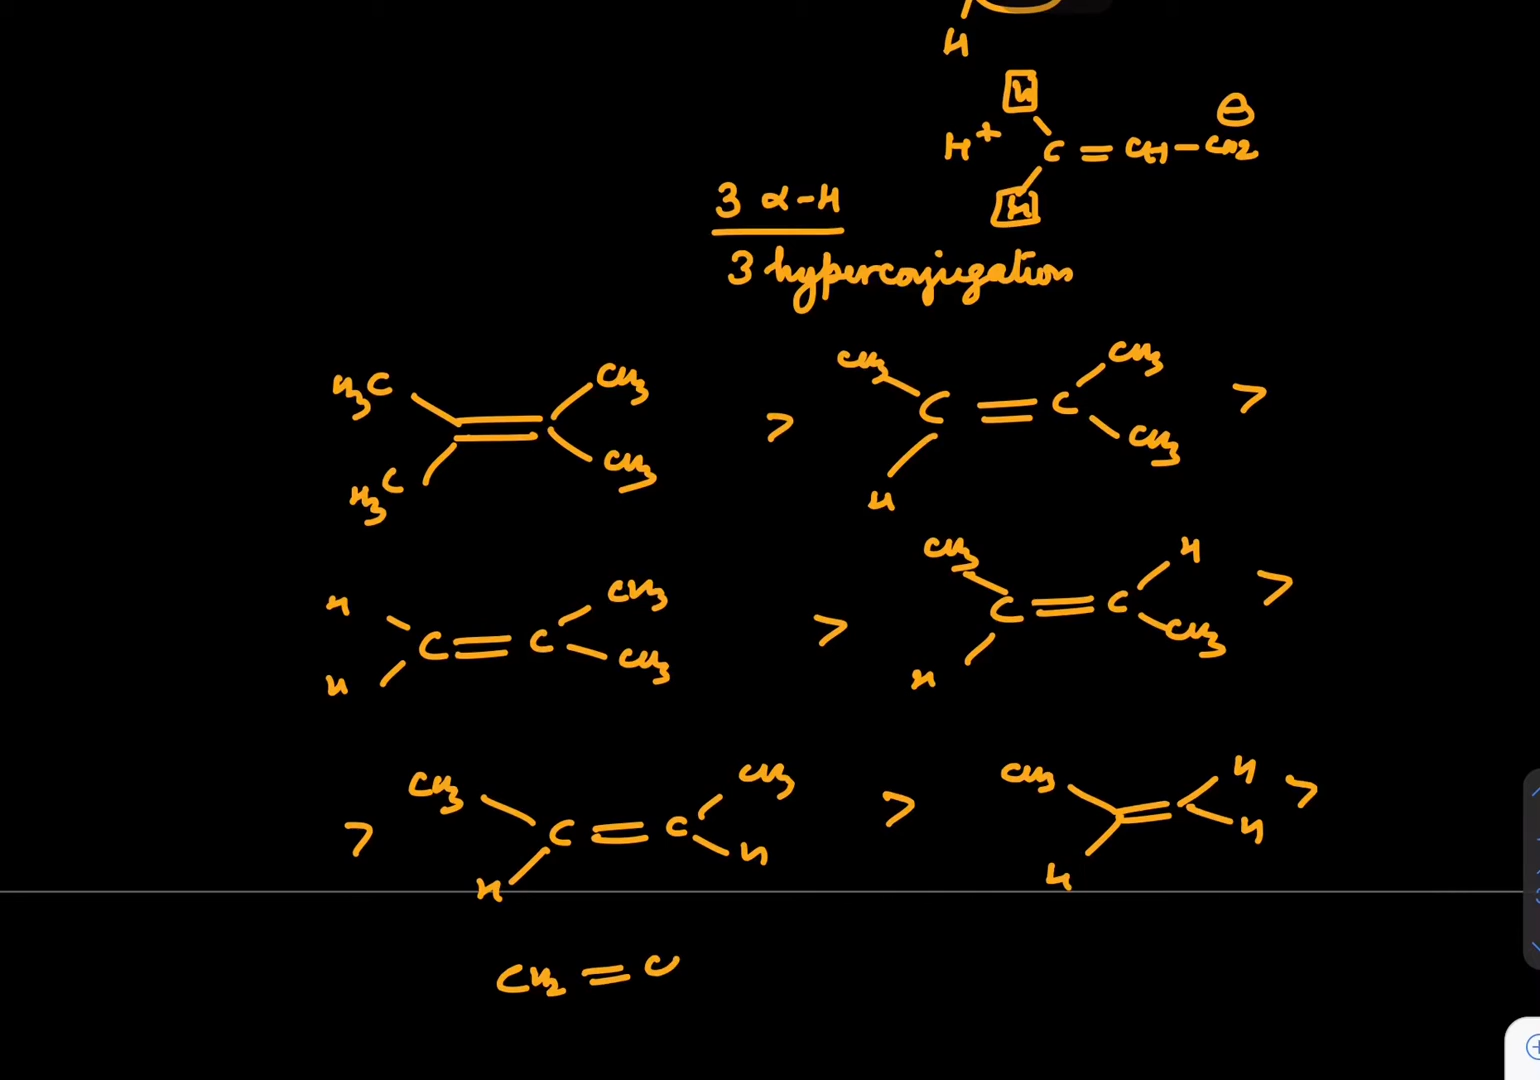 H
H
H+ C = CH - CH2 ⊖
H
3 α-H
3 hyperconjugation
H3C CH3 > CH3 C = C CH3 >
H3C CH3 H CH3
H C = C CH3 > CH3 C = C H >
H CH3 H CH3
> CH3 C = C CH3 > CH3 H >
H H H H
CH2 = C